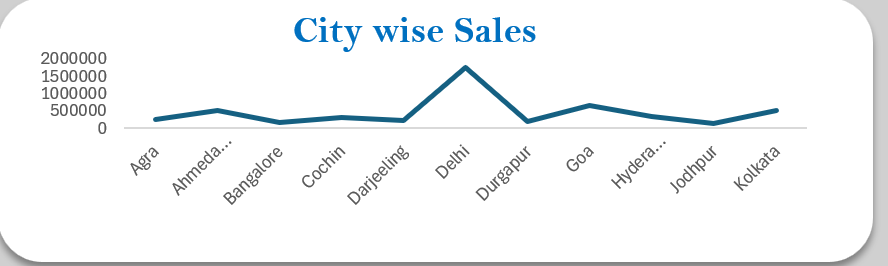 City wise Sales
2000000
1500000
1000000
500000
0
Agra
Ahmeda...
Bangalore
Cochin
Darjeeling
Delhi
Durgapur
Goa
Hydera...
Jodhpur
Kolkata